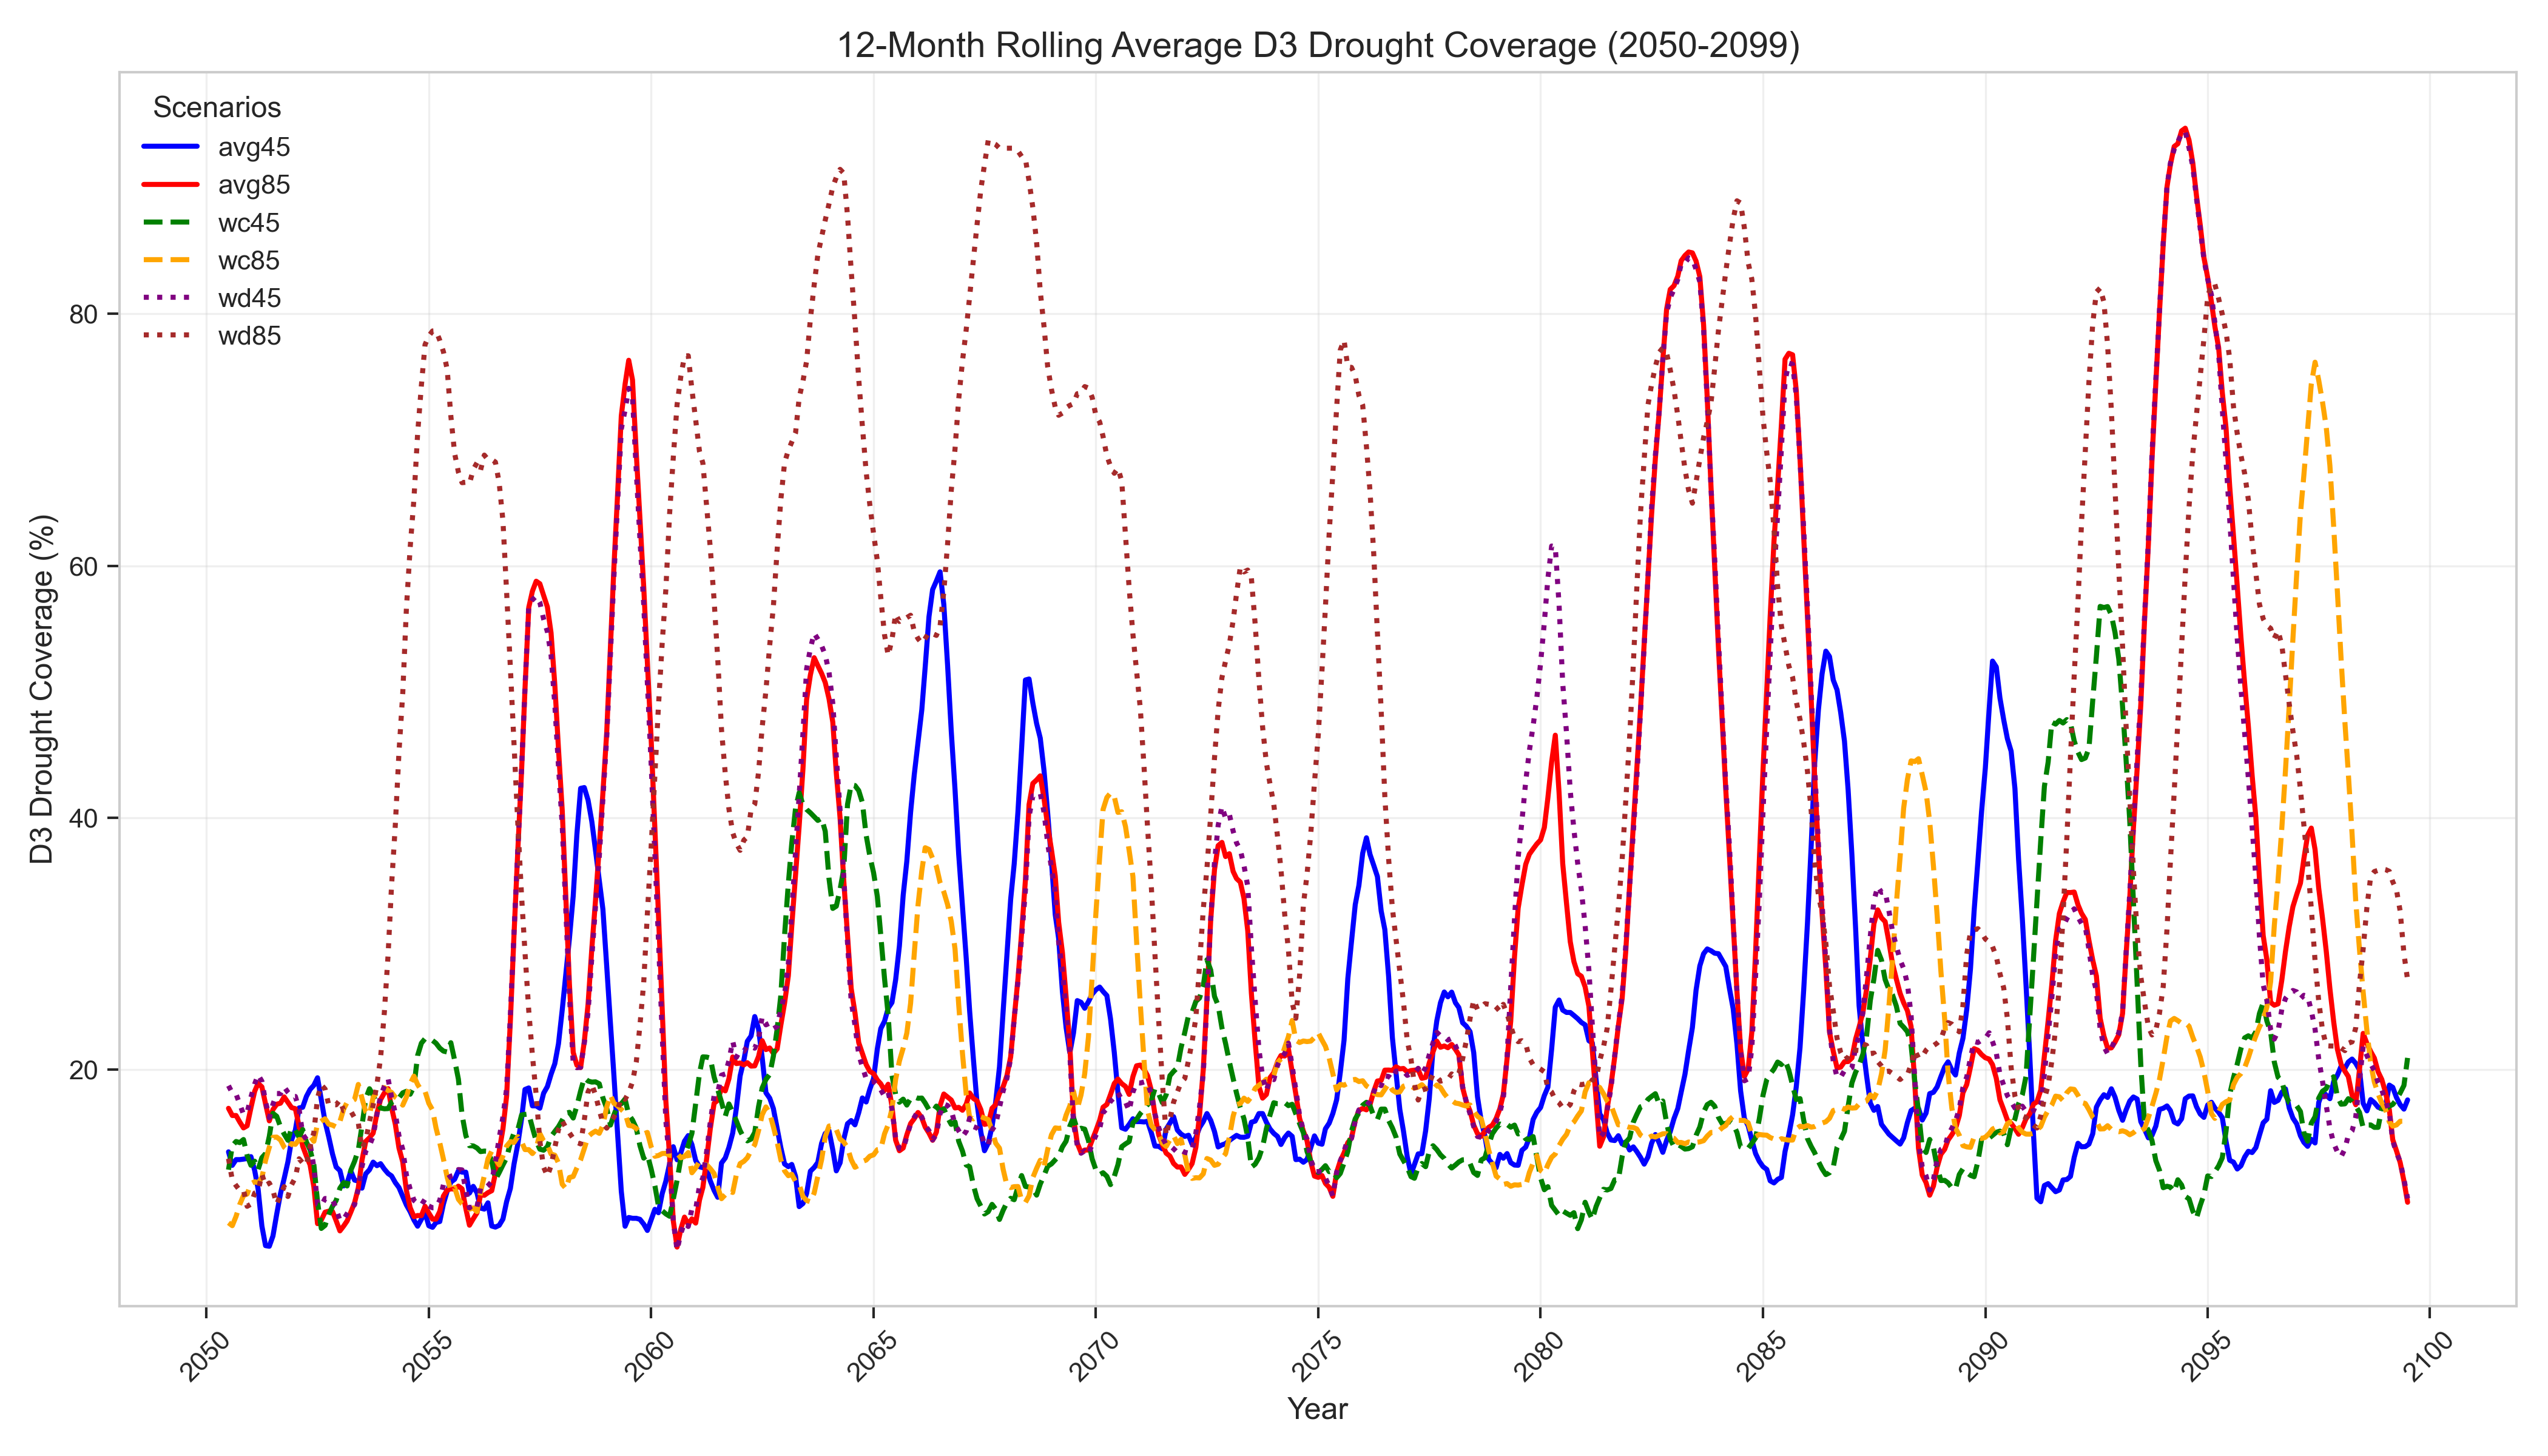 12-Month Rolling Average D3 Drought Coverage (2050-2099)
Scenarios
avg45
avg85
wc45
wc85
wd45
wd85
D3 Drought Coverage (%)
80
60
40
20
2050
2055
2060
2065
2070
2075
2080
2085
2090
2095
2100
Year